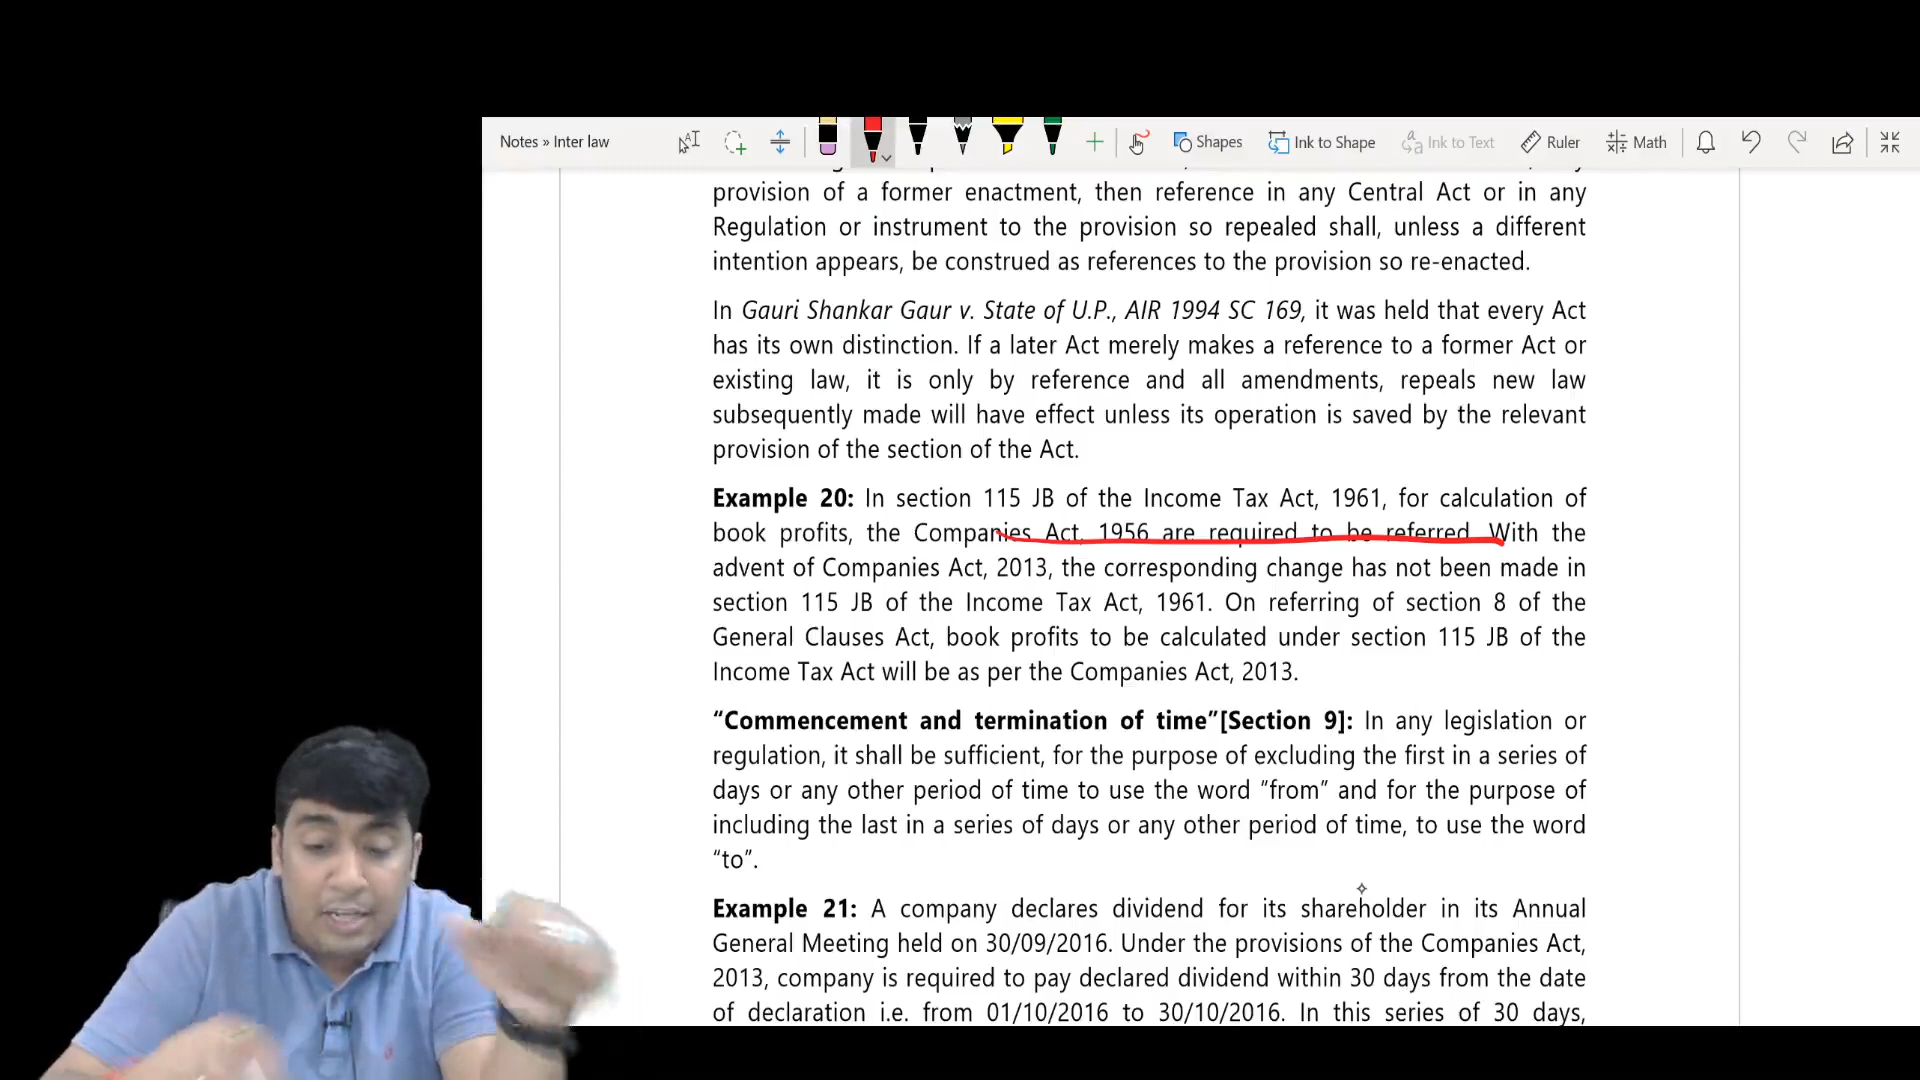 Notes » Inter law
Shapes
Ink to Shape
Ink to Text
Ruler
Math
provision of a former enactment, then reference in any Central Act or in any
Regulation or instrument to the provision so repealed shall, unless a different
intention appears, be construed as references to the provision so re-enacted.
In Gauri Shankar Gaur v. State of U.P., AIR 1994 SC 169, it was held that every Act
has its own distinction. If a later Act merely makes a reference to a former Act or
existing law, it is only by reference and all amendments, repeals new law
subsequently made will have effect unless its operation is saved by the relevant
provision of the section of the Act.
Example 20: In section 115 JB of the Income Tax Act, 1961, for calculation of
book profits, the Companies Act, 1956 are required to be referred. With the
advent of Companies Act, 2013, the corresponding change has not been made in
section 115 JB of the Income Tax Act, 1961. On referring of section 8 of the
General Clauses Act, book profits to be calculated under section 115 JB of the
Income Tax Act will be as per the Companies Act, 2013.
“Commencement and termination of time”[Section 9]: In any legislation or
regulation, it shall be sufficient, for the purpose of excluding the first in a series of
days or any other period of time to use the word “from” and for the purpose of
including the last in a series of days or any other period of time, to use the word
“to”.
Example 21: A company declares dividend for its shareholder in its Annual
General Meeting held on 30/09/2016. Under the provisions of the Companies Act,
2013, company is required to pay declared dividend within 30 days from the date
of declaration i.e. from 01/10/2016 to 30/10/2016. In this series of 30 days,